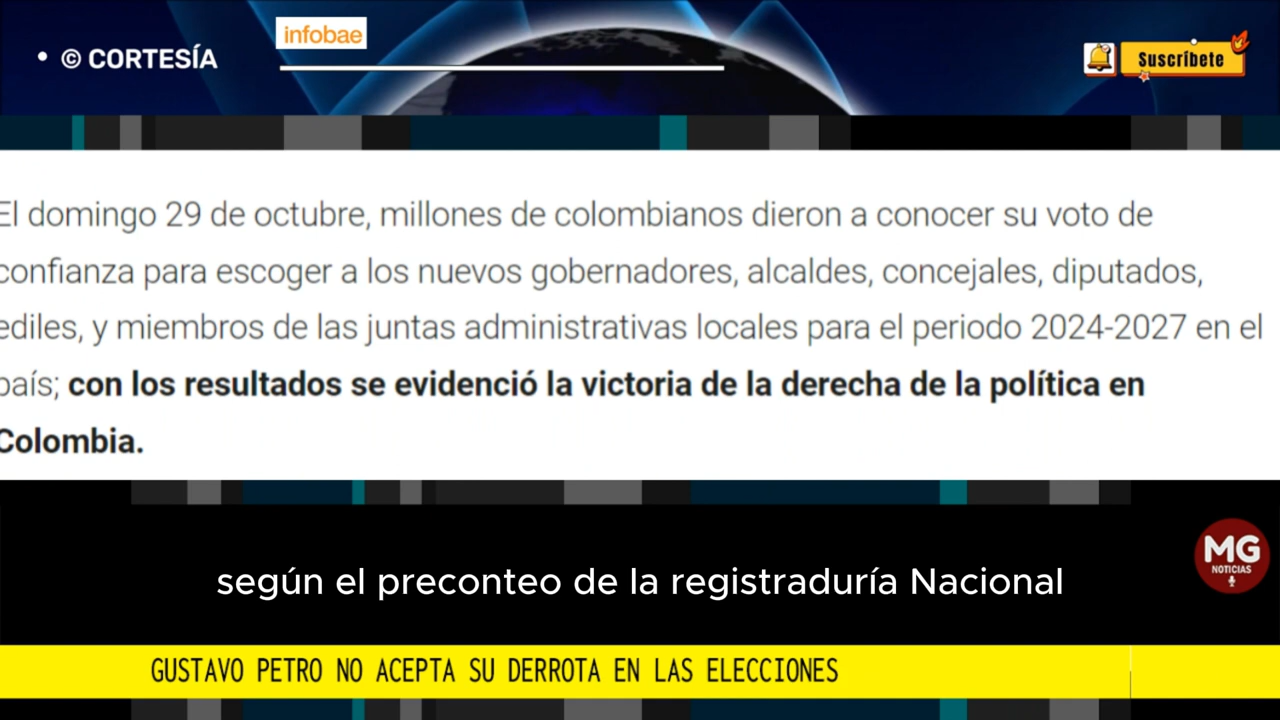 • © CORTESÍA
infobae
Suscríbete
El domingo 29 de octubre, millones de colombianos dieron a conocer su voto de
confianza para escoger a los nuevos gobernadores, alcaldes, concejales, diputados,
ediles, y miembros de las juntas administrativas locales para el periodo 2024-2027 en el
país; con los resultados se evidenció la victoria de la derecha de la política en
Colombia.
según el preconteo de la registraduría Nacional
MG
NOTICIAS
GUSTAVO PETRO NO ACEPTA SU DERROTA EN LAS ELECCIONES